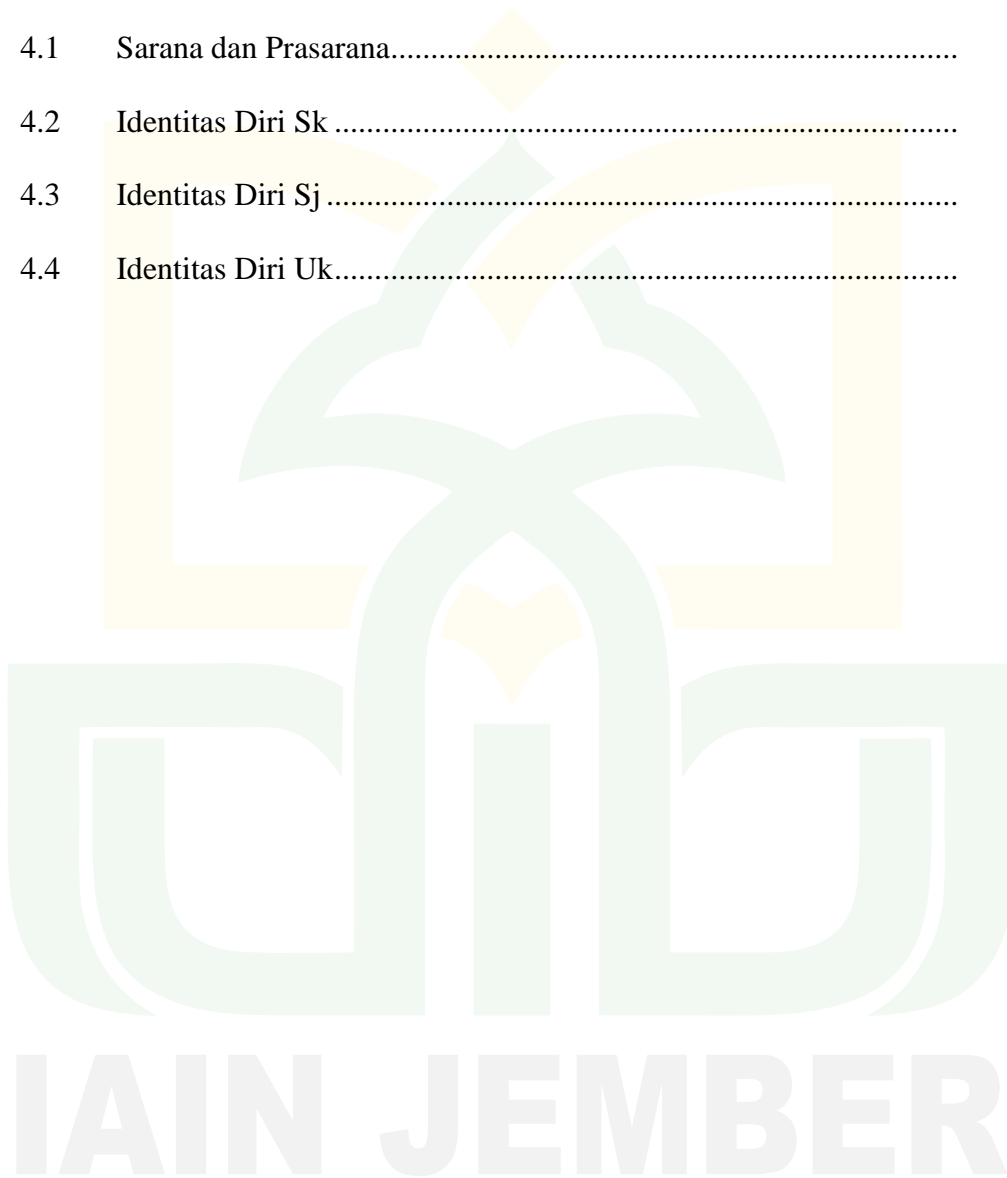 4.1 Sarana dan Prasarana......................................................................
4.2 Identitas Diri Sk .............................................................................
4.3 Identitas Diri Sj ..............................................................................
4.4 Identitas Diri Uk.............................................................................
IAIN JEMBER